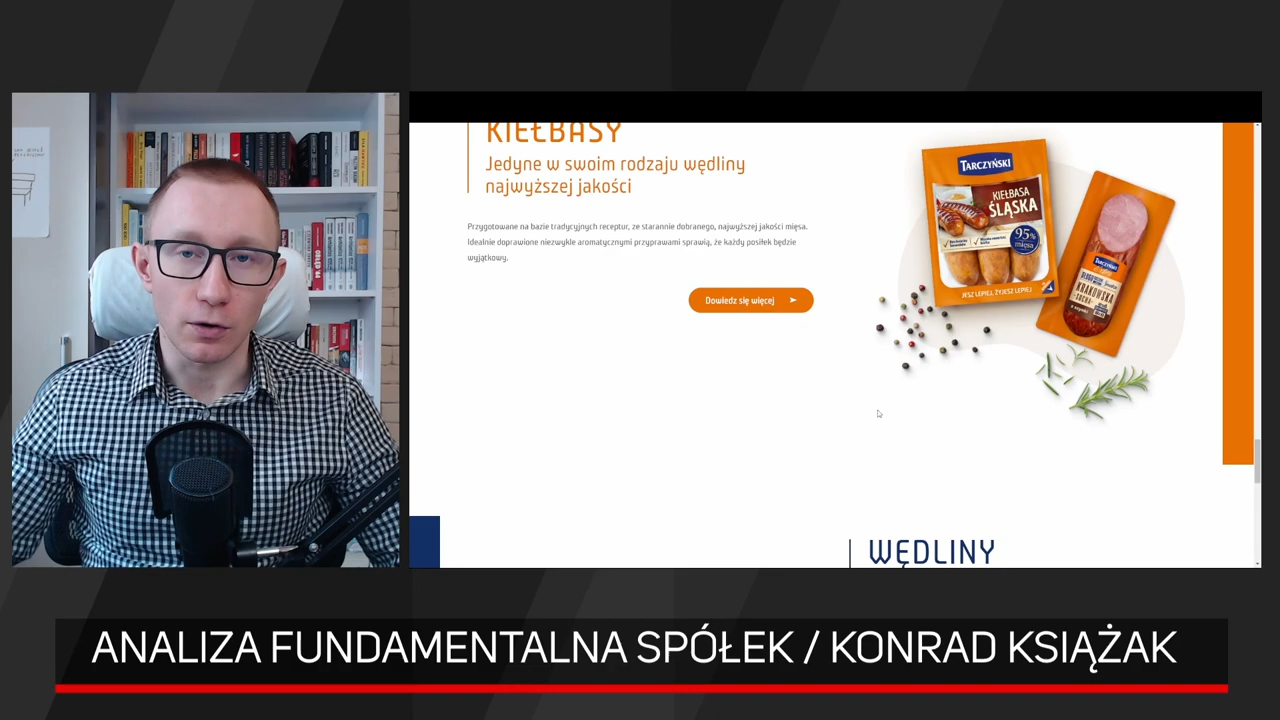 KIEŁBASY
Jedyne w swoim rodzaju wędliny
najwyższej jakości
Przygotowane na bazie tradycyjnych receptur, ze starannie dobranego, najwyższej jakości mięsa.
Idealnie doprawione niezwykle aromatycznymi przyprawami sprawią, że każdy posiłek będzie
wyjątkowy.
Dowiedz się więcej
TARCZYŃSKI
KIEŁBASA
ŚLĄSKA
95%
mięsa
JESZ LEPIEJ, ŻYJESZ LEPIEJ
TARCZYŃSKI
KRAKOWSKA
SUCHA
WĘDLINY
ANALIZA FUNDAMENTALNA SPÓŁEK / KONRAD KSIĄŻAK